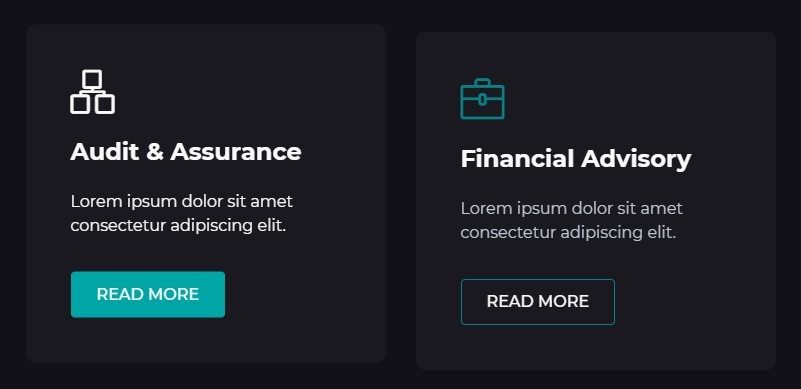 Audit & Assurance
Lorem ipsum dolor sit amet
consectetur adipiscing elit.
READ MORE
Financial Advisory
Lorem ipsum dolor sit amet
consectetur adipiscing elit.
READ MORE